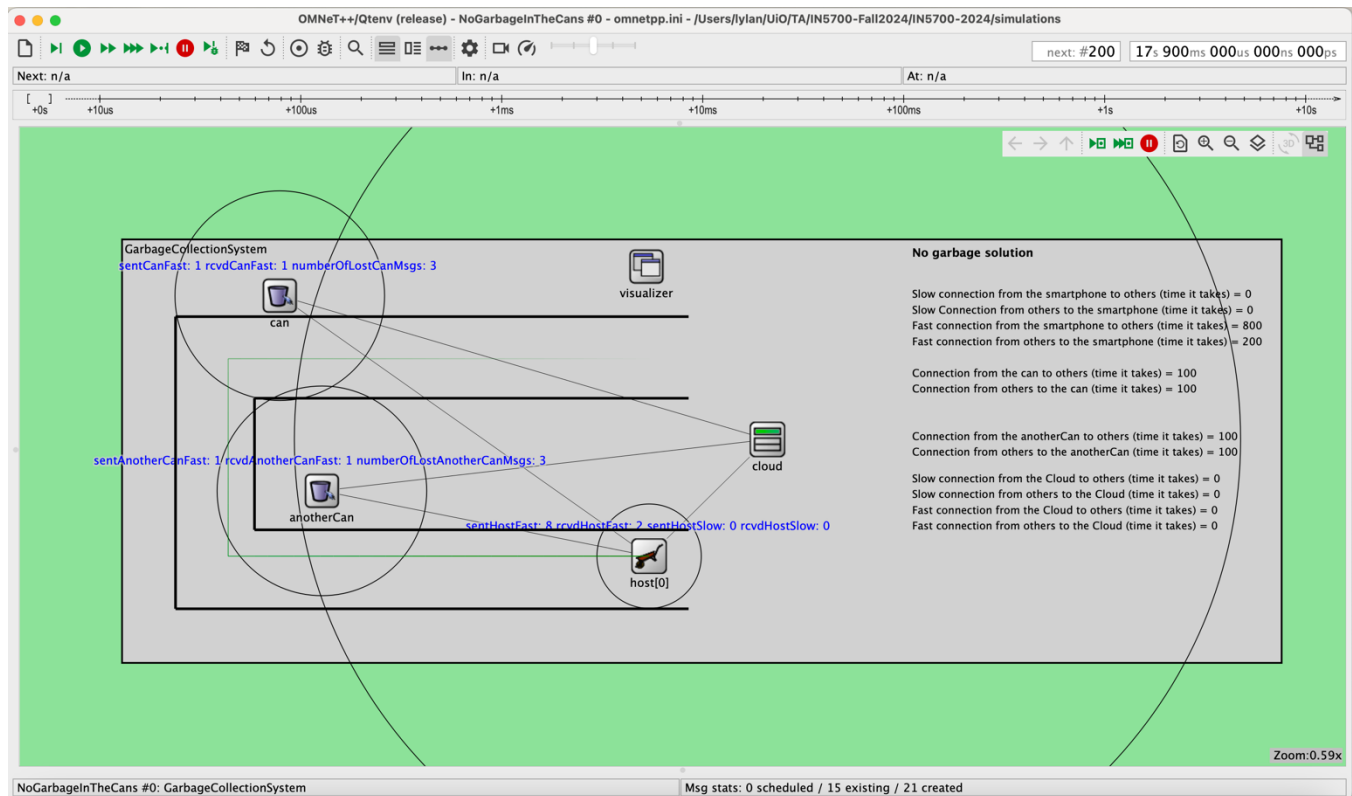 OMNeT++/Qtenv (release) - NoGarbageInTheCans #0 - omnetpp.ini - /Users/lylan/UiO/TA/IN5700-Fall2024/IN5700-2024/simulations
next: #200 17s 900ms 000us 000ns 000ps
Next: n/a In: n/a At: n/a
[ ]
+0s +10us +100us +1ms +10ms +100ms +1s +10s
3D
GarbageCollectionSystem
sentCanFast: 1 rcvdCanFast: 1 numberOfLostCanMsgs: 3
can
visualizer
No garbage solution
Slow connection from the smartphone to others (time it takes) = 0
Slow Connection from others to the smartphone (time it takes) = 0
Fast connection from the smartphone to others (time it takes) = 800
Fast connection from others to the smartphone (time it takes) = 200
Connection from the can to others (time it takes) = 100
Connection from others to the can (time it takes) = 100
Connection from the anotherCan to others (time it takes) = 100
Connection from others to the anotherCan (time it takes) = 100
Slow connection from the Cloud to others (time it takes) = 0
Slow connection from others to the Cloud (time it takes) = 0
Fast connection from the Cloud to others (time it takes) = 0
Fast connection from others to the Cloud (time it takes) = 0
cloud
sentAnotherCanFast: 1 rcvdAnotherCanFast: 1 numberOfLostAnotherCanMsgs: 3
anotherCan
sentHostFast: 8 rcvdHostFast: 2 sentHostSlow: 0 rcvdHostSlow: 0
host[0]
Zoom:0.59x
NoGarbageInTheCans #0: GarbageCollectionSystem Msg stats: 0 scheduled / 15 existing / 21 created